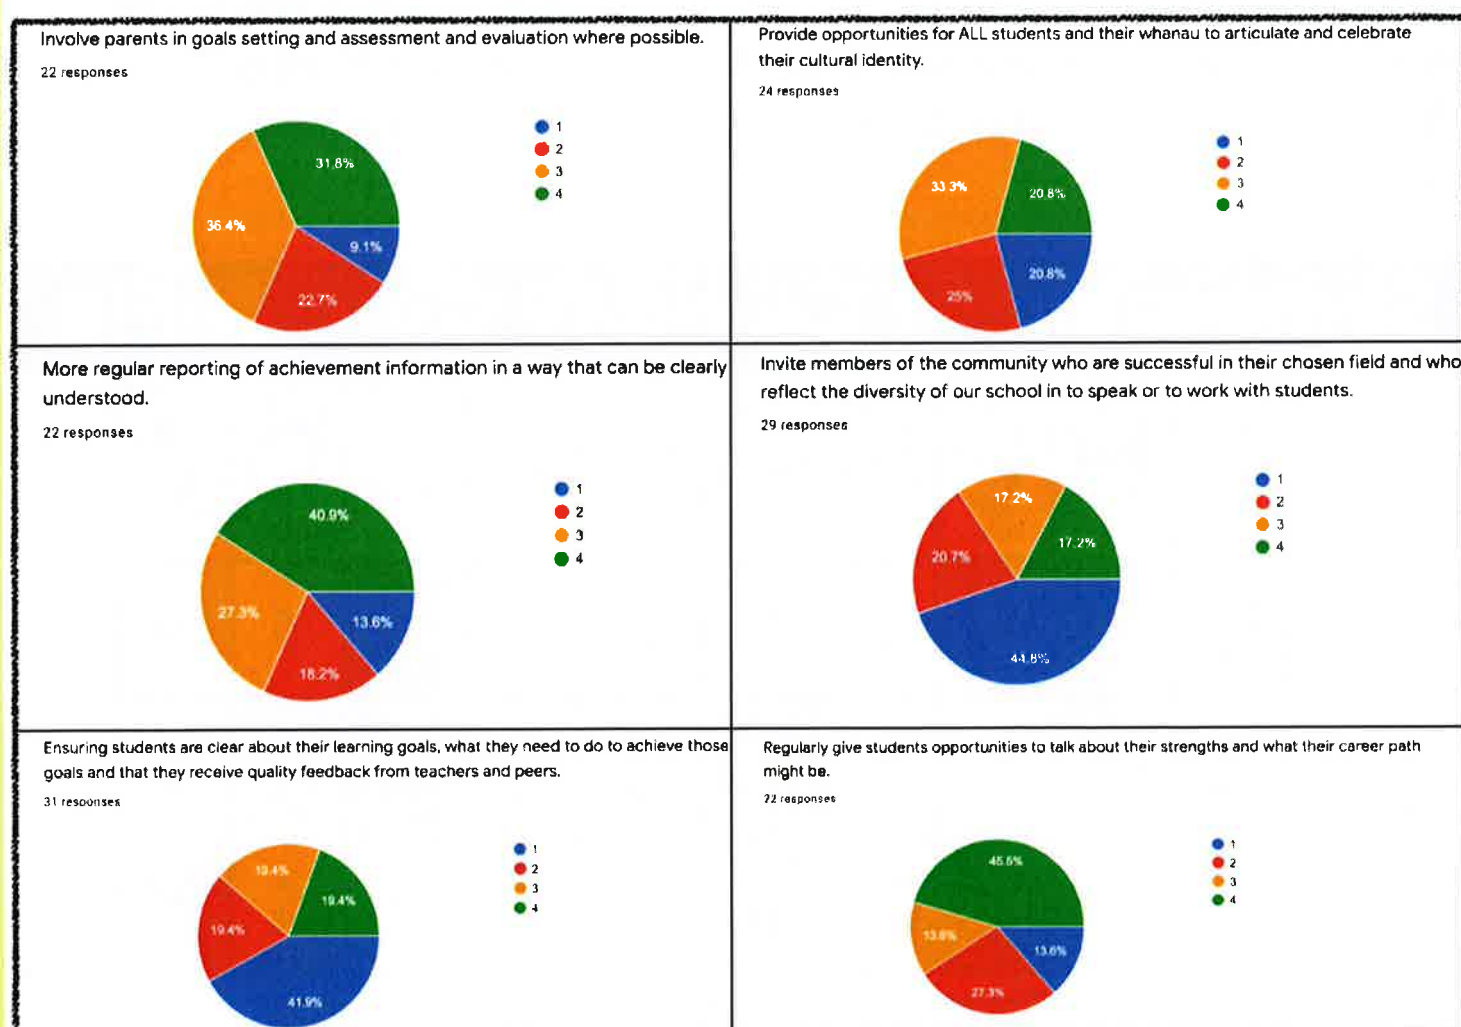 Involve parents in goals setting and assessment and evaluation where possible.
22 responses
31.8%
36.4%
9.1%
22.7%
1
2
3
4
Provide opportunities for ALL students and their whanau to articulate and celebrate
their cultural identity.
24 responses
33.3%
20.8%
20.8%
25%
1
2
3
4
More regular reporting of achievement information in a way that can be clearly
understood.
22 responses
40.9%
27.3%
13.6%
18.2%
1
2
3
4
Invite members of the community who are successful in their chosen field and who
reflect the diversity of our school in to speak or to work with students.
29 responses
17.2%
17.2%
20.7%
44.8%
1
2
3
4
Ensuring students are clear about their learning goals, what they need to do to achieve those
goals and that they receive quality feedback from teachers and peers.
31 responses
19.4%
19.4%
19.4%
41.9%
1
2
3
4
Regularly give students opportunities to talk about their strengths and what their career path
might be.
22 responses
45.5%
13.6%
13.6%
27.3%
1
2
3
4